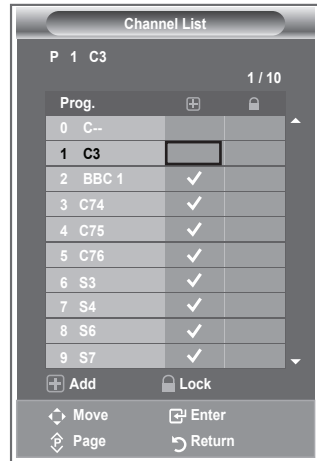 Channel List
P 1 C3
1 / 10
Prog.
0 C--
1 C3
2 BBC 1
3 C74
4 C75
5 C76
6 S3
7 S4
8 S6
9 S7
Add Lock
Move Enter
Page Return